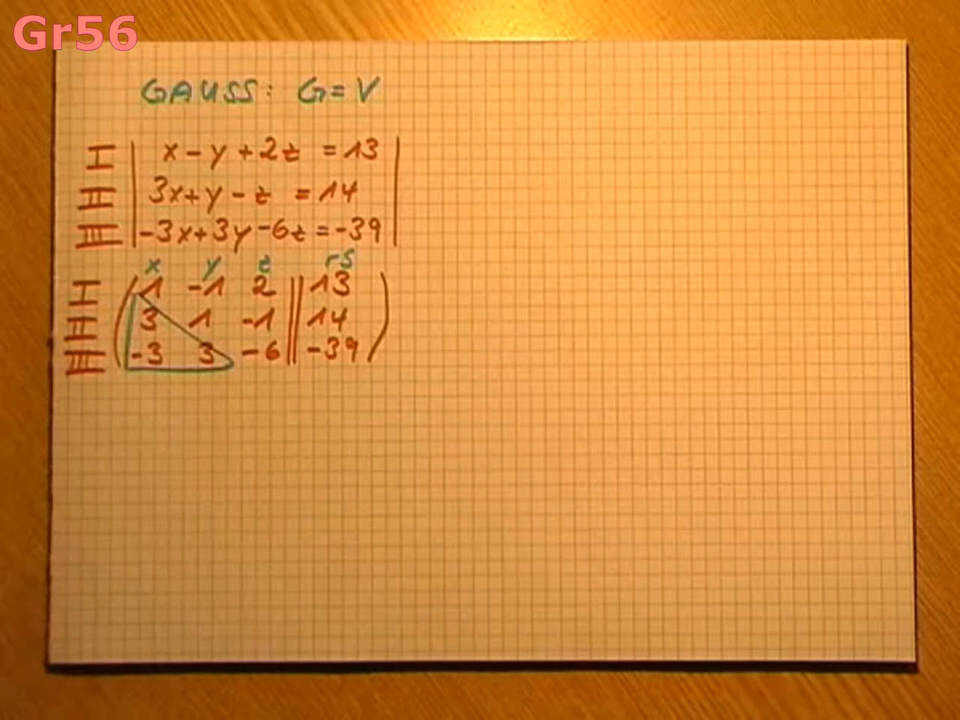 Gr56
GAUSS: G=V
I x-y+2z =13
II 3x+y-z =14
III -3x+3y-6z=-39
x y z rS
I 1 -1 2 13
II 3 1 -1 14
III -3 3 -6 -39